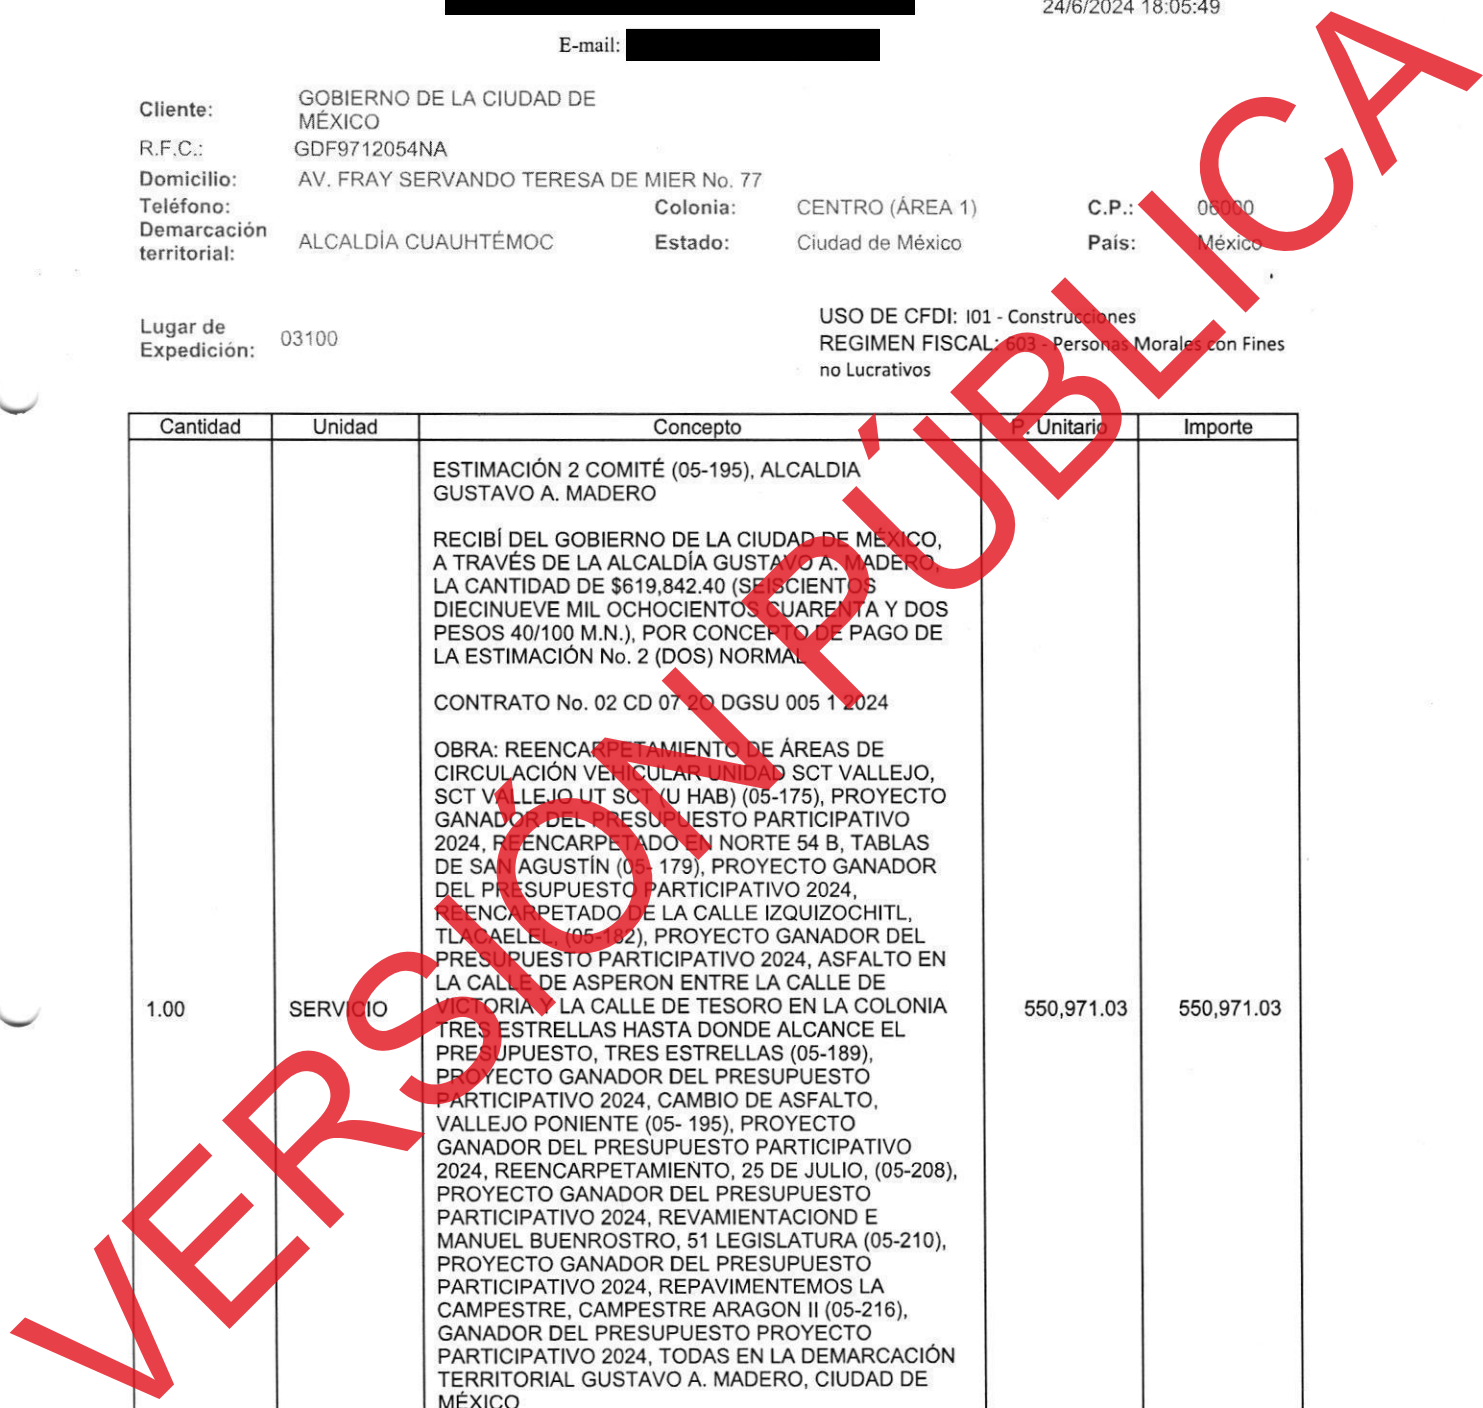 24/6/2024 18:05:49
E-mail:
Cliente: GOBIERNO DE LA CIUDAD DE
MÉXICO
R.F.C.: GDF9712054NA
Domicilio: AV. FRAY SERVANDO TERESA DE MIER No. 77
Teléfono: Colonia: CENTRO (ÁREA 1) C.P.: 06000
Demarcación
territorial: ALCALDÍA CUAUHTÉMOC Estado: Ciudad de México País: México
USO DE CFDI: I01 - Construcciones
Lugar de
Expedición: 03100
REGIMEN FISCAL: 603 - Personas Morales con Fines
no Lucrativos
Cantidad Unidad Concepto P. Unitario Importe
ESTIMACIÓN 2 COMITÉ (05-195), ALCALDIA
GUSTAVO A. MADERO
RECIBÍ DEL GOBIERNO DE LA CIUDAD DE MÉXICO,
A TRAVÉS DE LA ALCALDÍA GUSTAVO A. MADERO,
LA CANTIDAD DE $619,842.40 (SEISCIENTOS
DIECINUEVE MIL OCHOCIENTOS CUARENTA Y DOS
PESOS 40/100 M.N.), POR CONCEPTO DE PAGO DE
LA ESTIMACIÓN No. 2 (DOS) NORMAL
CONTRATO No. 02 CD 07 2O DGSU 005 1 2024
OBRA: REENCARPETAMIENTO DE ÁREAS DE
CIRCULACIÓN VEHICULAR UNIDAD SCT VALLEJO,
SCT VALLEJO UT SCT (U HAB) (05-175), PROYECTO
GANADOR DEL PRESUPUESTO PARTICIPATIVO
2024, REENCARPETADO EN NORTE 54 B, TABLAS
DE SAN AGUSTÍN (05- 179), PROYECTO GANADOR
DEL PRESUPUESTO PARTICIPATIVO 2024,
REENCARPETADO DE LA CALLE IZQUIZOCHITL,
TLACAELEL, (05-182), PROYECTO GANADOR DEL
PRESUPUESTO PARTICIPATIVO 2024, ASFALTO EN
LA CALLE DE ASPERON ENTRE LA CALLE DE
1.00 SERVICIO VICTORIA Y LA CALLE DE TESORO EN LA COLONIA 550,971.03 550,971.03
TRES ESTRELLAS HASTA DONDE ALCANCE EL
PRESUPUESTO, TRES ESTRELLAS (05-189),
PROYECTO GANADOR DEL PRESUPUESTO
PARTICIPATIVO 2024, CAMBIO DE ASFALTO,
VALLEJO PONIENTE (05- 195), PROYECTO
GANADOR DEL PRESUPUESTO PARTICIPATIVO
2024, REENCARPETAMIENTO, 25 DE JULIO, (05-208),
PROYECTO GANADOR DEL PRESUPUESTO
PARTICIPATIVO 2024, REVAMIENTACIOND E
MANUEL BUENROSTRO, 51 LEGISLATURA (05-210),
PROYECTO GANADOR DEL PRESUPUESTO
PARTICIPATIVO 2024, REPAVIMENTEMOS LA
CAMPESTRE, CAMPESTRE ARAGON II (05-216),
GANADOR DEL PRESUPUESTO PROYECTO
PARTICIPATIVO 2024, TODAS EN LA DEMARCACIÓN
TERRITORIAL GUSTAVO A. MADERO, CIUDAD DE
MÉXICO
VERSIÓN PÚBLICA